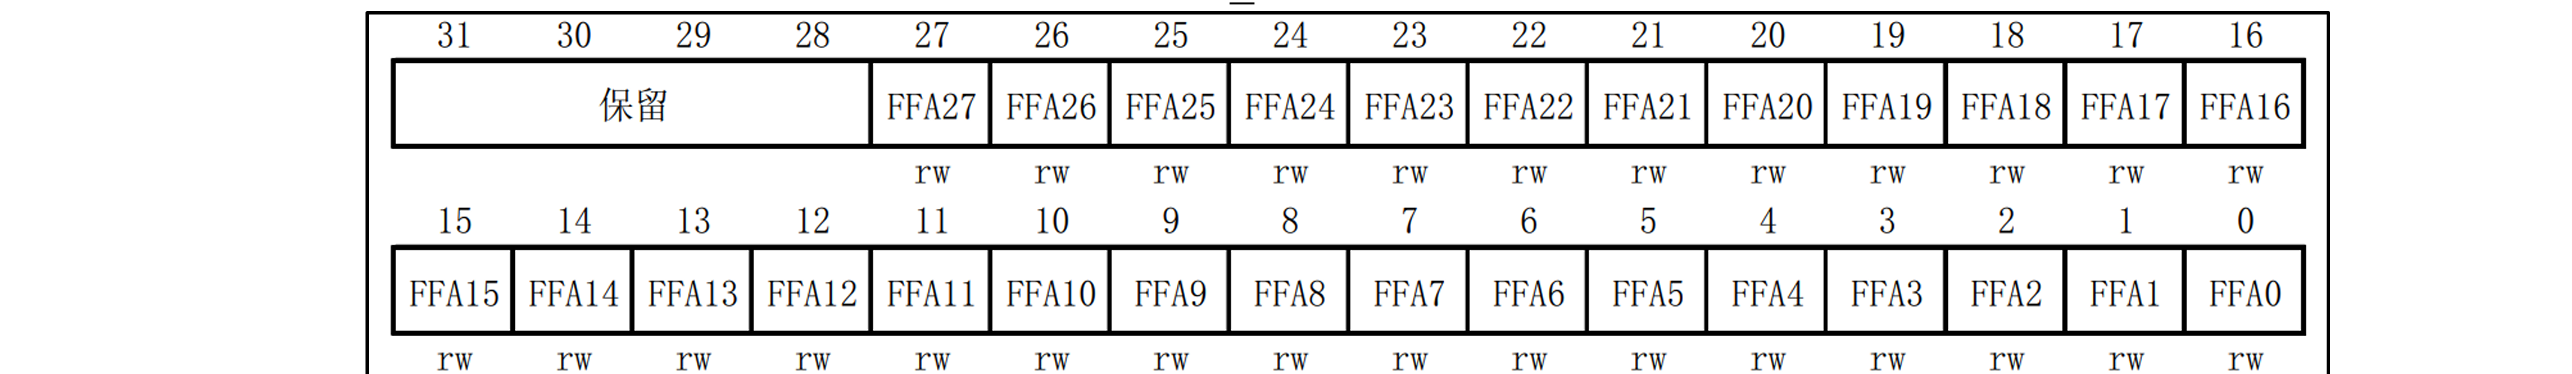 31 30 29 28 27 26 25 24 23 22 21 20 19 18 17 16
保留 FFA27 FFA26 FFA25 FFA24 FFA23 FFA22 FFA21 FFA20 FFA19 FFA18 FFA17 FFA16
rw rw rw rw rw rw rw rw rw rw rw rw
15 14 13 12 11 10 9 8 7 6 5 4 3 2 1 0
FFA15 FFA14 FFA13 FFA12 FFA11 FFA10 FFA9 FFA8 FFA7 FFA6 FFA5 FFA4 FFA3 FFA2 FFA1 FFA0
rw rw rw rw rw rw rw rw rw rw rw rw rw rw rw rw